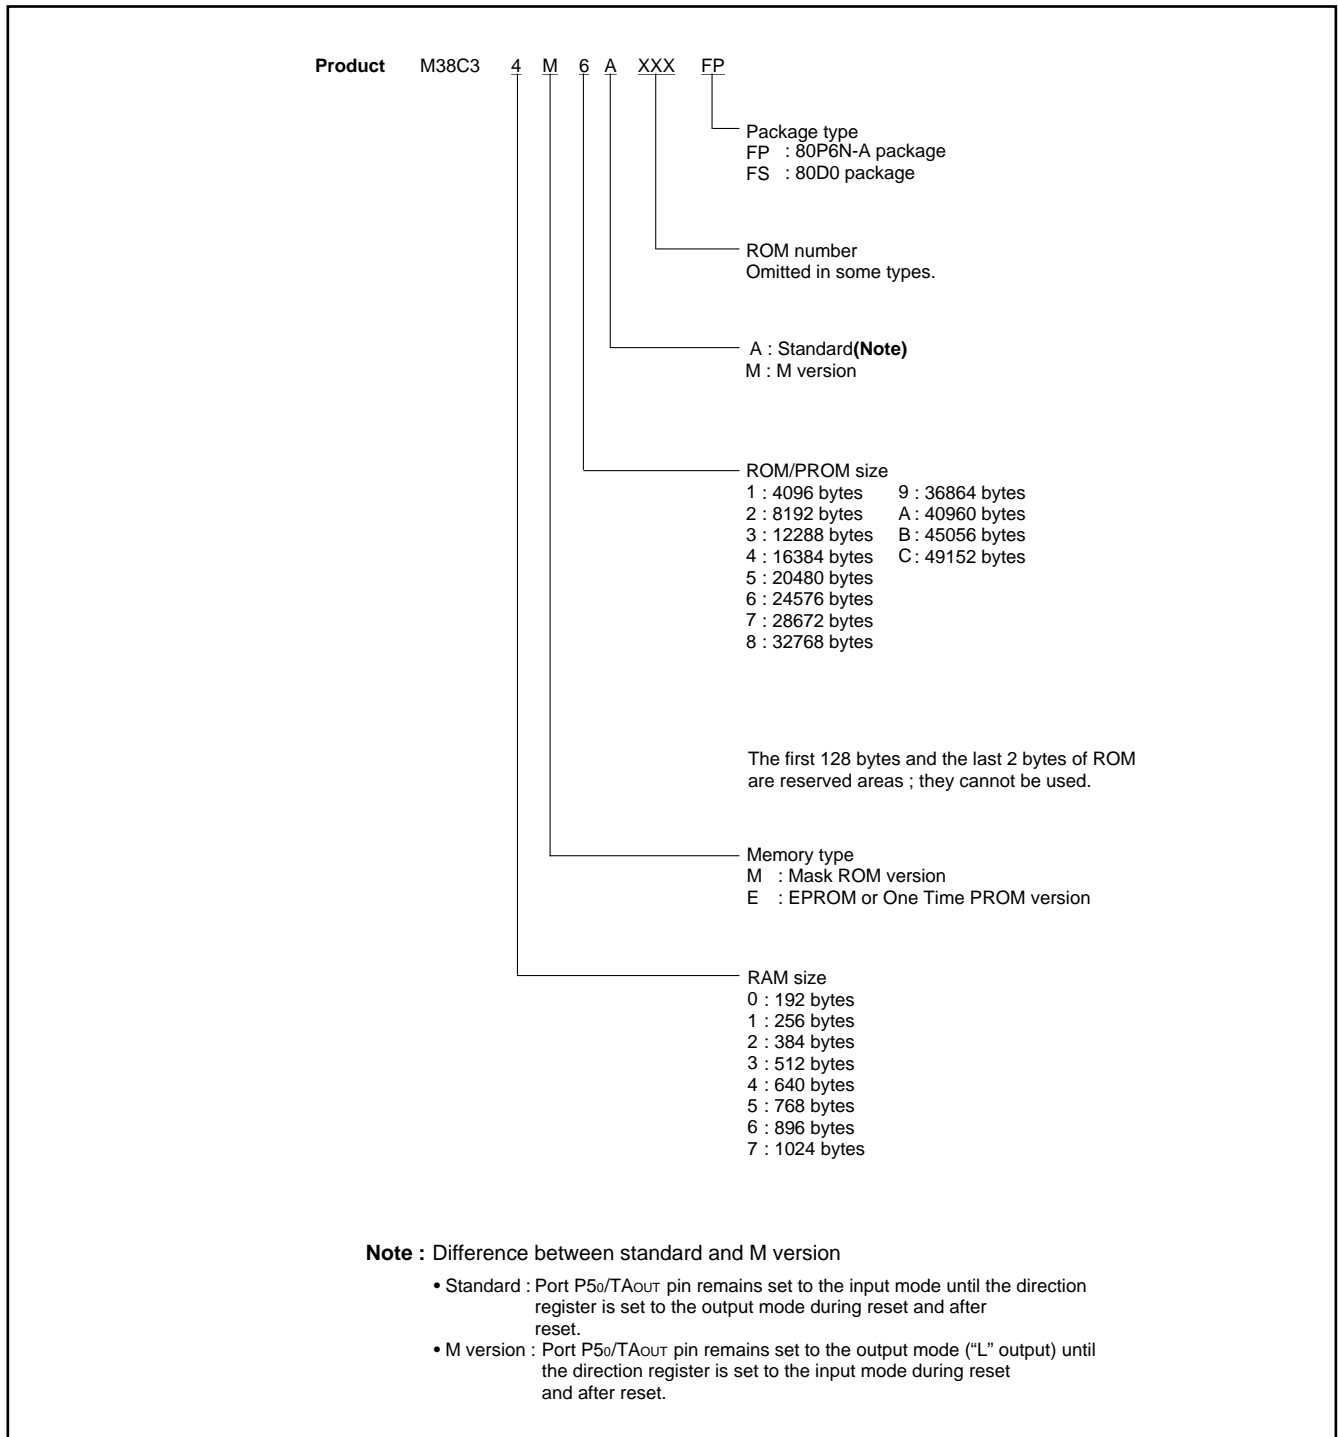 Product M38C3 4 M 6 A XXX FP
Package type
FP : 80P6N-A package
FS : 80D0 package
ROM number
Omitted in some types.
A : Standard(Note)
M : M version
ROM/PROM size
1 : 4096 bytes 9 : 36864 bytes
2 : 8192 bytes A : 40960 bytes
3 : 12288 bytes B : 45056 bytes
4 : 16384 bytes C : 49152 bytes
5 : 20480 bytes
6 : 24576 bytes
7 : 28672 bytes
8 : 32768 bytes
The first 128 bytes and the last 2 bytes of ROM
are reserved areas ; they cannot be used.
Memory type
M : Mask ROM version
E : EPROM or One Time PROM version
RAM size
0 : 192 bytes
1 : 256 bytes
2 : 384 bytes
3 : 512 bytes
4 : 640 bytes
5 : 768 bytes
6 : 896 bytes
7 : 1024 bytes
Note : Difference between standard and M version
• Standard : Port P50/TAOUT pin remains set to the input mode until the direction
register is set to the output mode during reset and after
reset.
• M version : Port P50/TAOUT pin remains set to the output mode (“L” output) until
the direction register is set to the input mode during reset
and after reset.